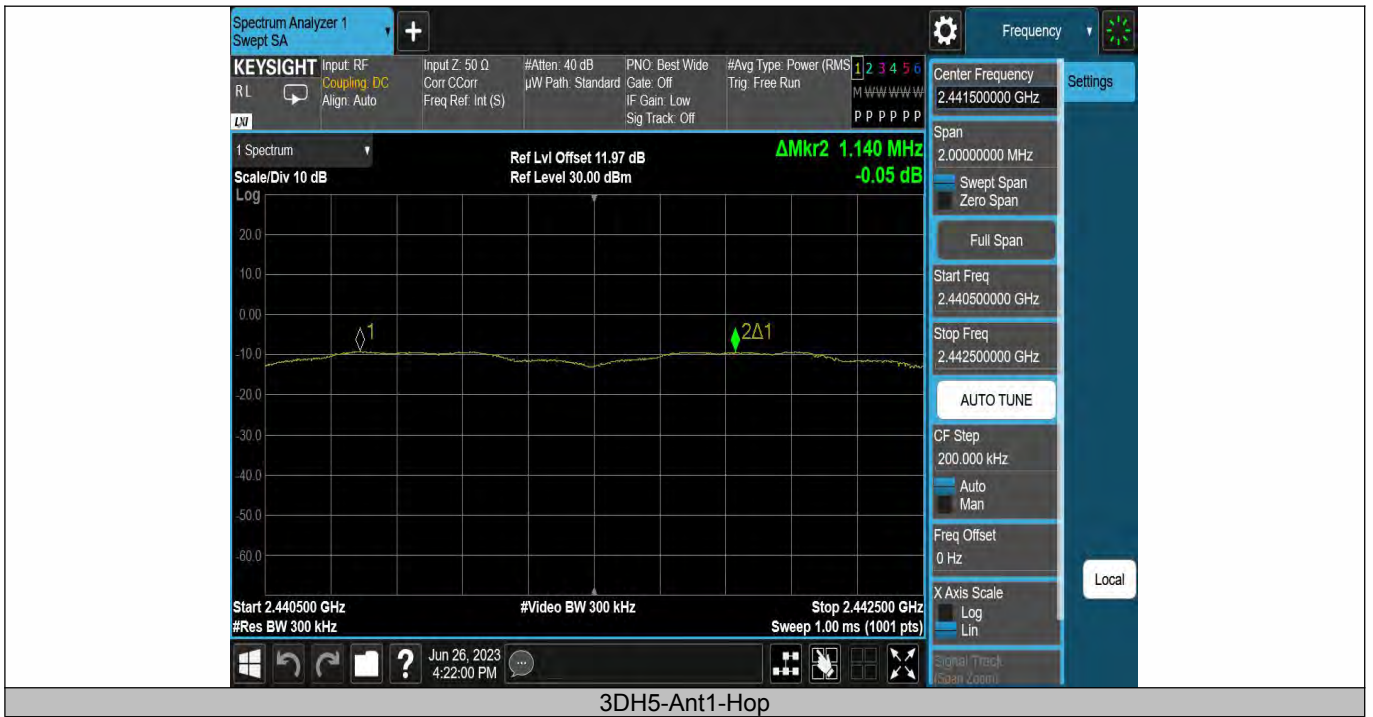 Spectrum Analyzer 1
Swept SA
+
Frequency
KEYSIGHT
RL
LXI
Input: RF
Coupling: DC
Align: Auto
Input Z: 50 Ω
Corr CCorr
Freq Ref: Int (S)
#Atten: 40 dB
µW Path: Standard
PNO: Best Wide
Gate: Off
IF Gain: Low
Sig Track: Off
#Avg Type: Power (RMS
Trig: Free Run
1 2 3 4 5 6
M W W W W W
P P P P P P
1 Spectrum
Scale/Div 10 dB
Log
Ref Lvl Offset 11.97 dB
Ref Level 30.00 dBm
ΔMkr2 1.140 MHz
-0.05 dB
20.0
10.0
0.00
-10.0
-20.0
-30.0
-40.0
-50.0
-60.0
1
2Δ1
Start 2.440500 GHz
#Res BW 300 kHz
#Video BW 300 kHz
Stop 2.442500 GHz
Sweep 1.00 ms (1001 pts)
Center Frequency
2.441500000 GHz
Settings
Span
2.00000000 MHz
Swept Span
Zero Span
Full Span
Start Freq
2.440500000 GHz
Stop Freq
2.442500000 GHz
AUTO TUNE
CF Step
200.000 kHz
Auto
Man
Freq Offset
0 Hz
X Axis Scale
Log
Lin
Signal Track
(Span Zoom)
Local
?
Jun 26, 2023
4:22:00 PM
3DH5-Ant1-Hop